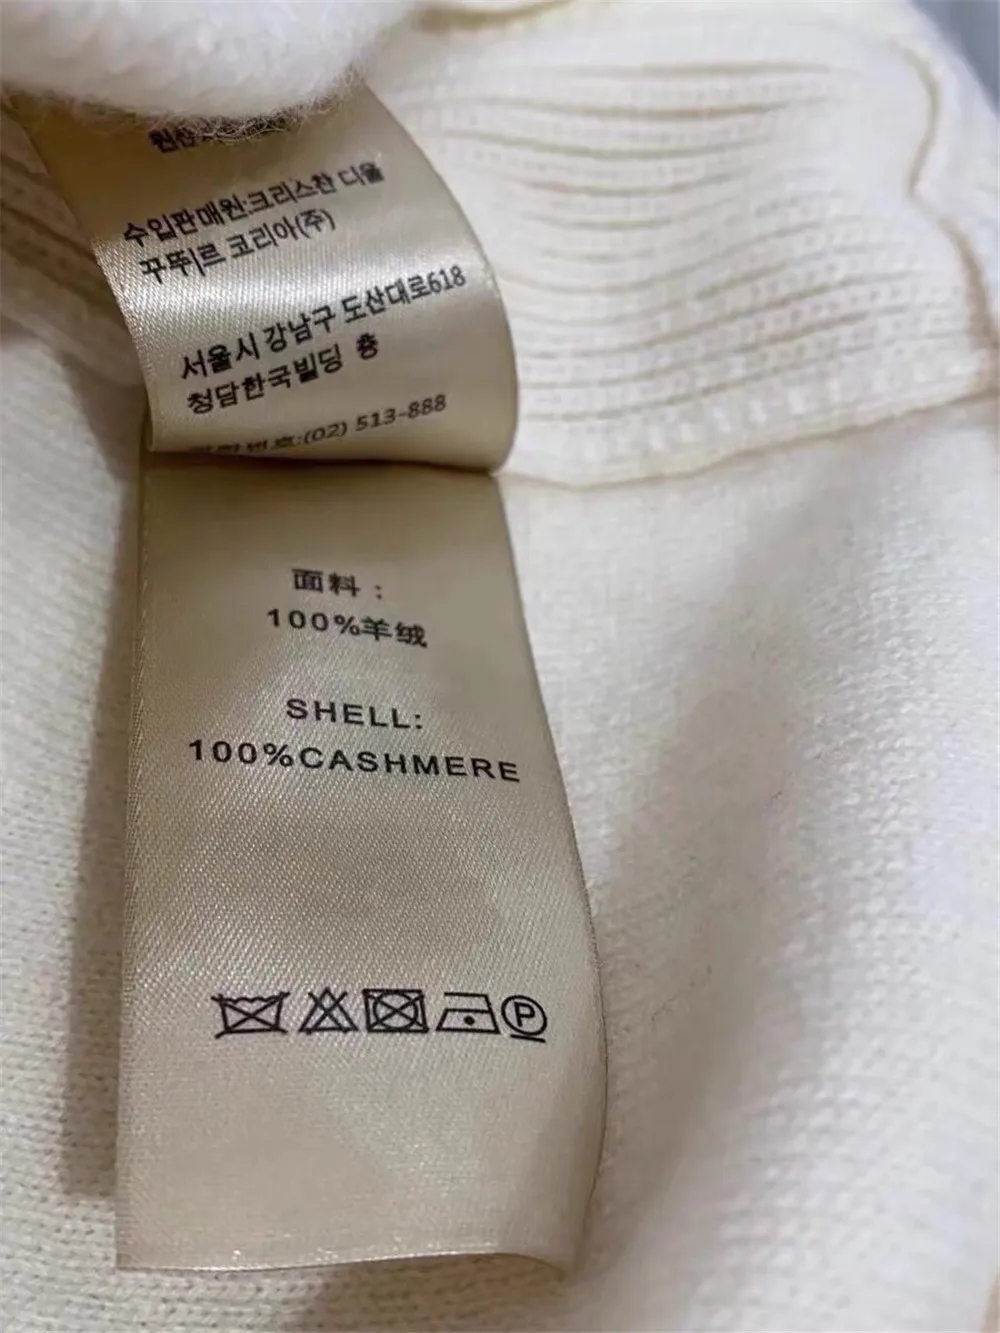 수입판매원:크리스챤 디올
꾸뛰르 코리아(주)
서울시 강남구 도산대로618
청담한국빌딩 층
:(02) 513-888
面料：
100%羊绒
SHELL:
100%CASHMERE
P